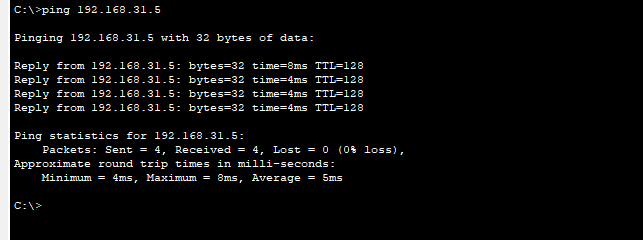 C:\>ping 192.168.31.5
Pinging 192.168.31.5 with 32 bytes of data:
Reply from 192.168.31.5: bytes=32 time=8ms TTL=128
Reply from 192.168.31.5: bytes=32 time=4ms TTL=128
Reply from 192.168.31.5: bytes=32 time=4ms TTL=128
Reply from 192.168.31.5: bytes=32 time=4ms TTL=128
Ping statistics for 192.168.31.5:
    Packets: Sent = 4, Received = 4, Lost = 0 (0% loss),
Approximate round trip times in milli-seconds:
    Minimum = 4ms, Maximum = 8ms, Average = 5ms
C:\>